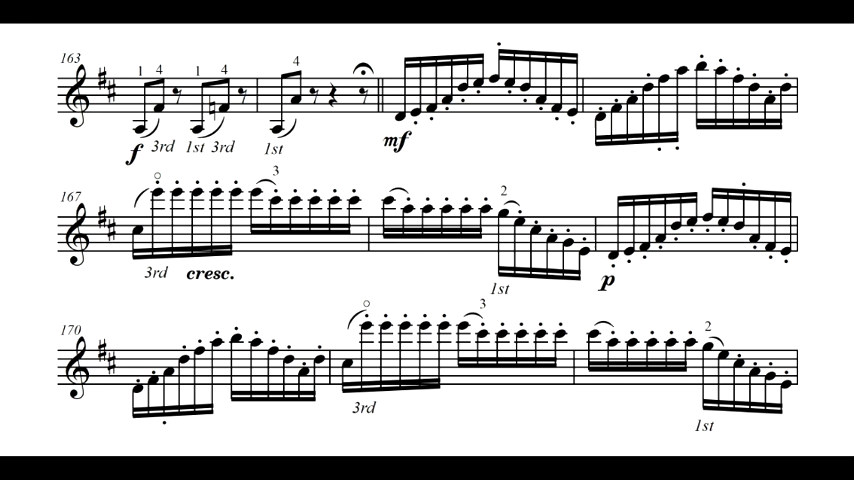 163
1 4 1 4 4
f 3rd 1st 3rd 1st mf
167
3 2
3rd cresc. 1st p
170
3 2
3rd 1st